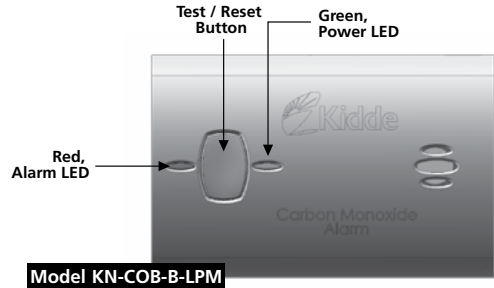 Test / Reset
Button
Green,
Power LED
Kidde
Red,
Alarm LED
Carbon Monoxide
Alarm
Model KN-COB-B-LPM